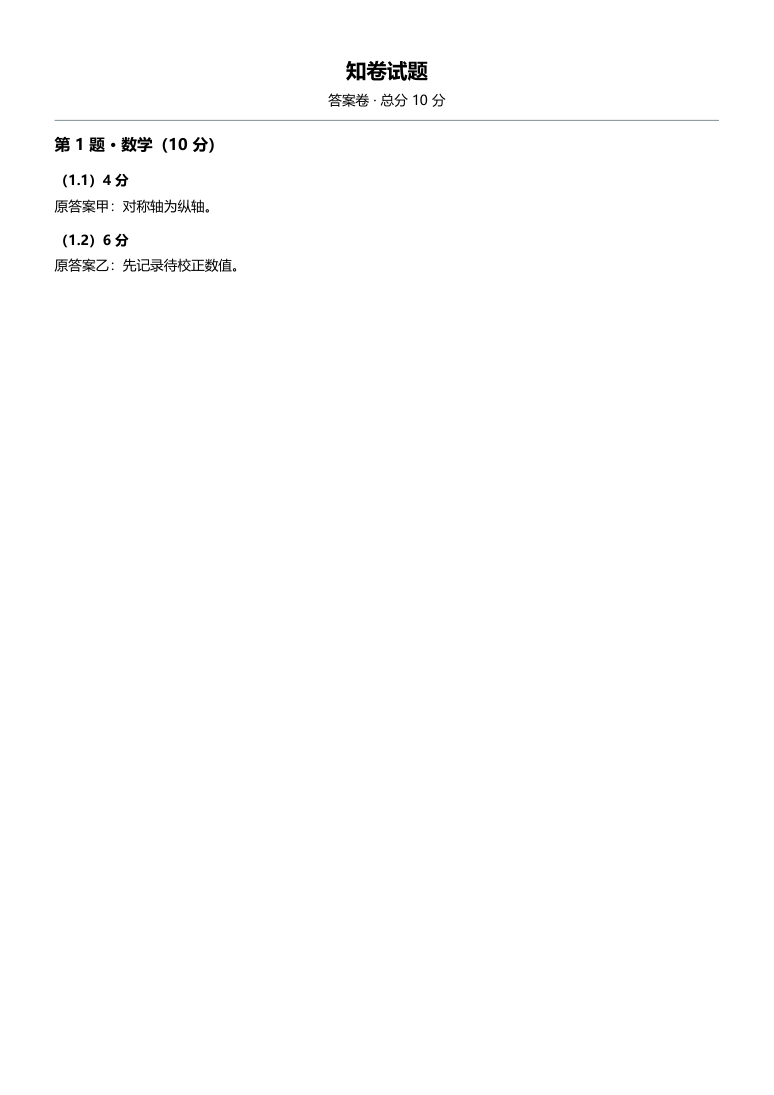 知卷试题
答案卷 · 总分 10 分
第 1 题 · 数学（10 分）
（1.1）4 分
原答案甲：对称轴为纵轴。
（1.2）6 分
原答案乙：先记录待校正数值。